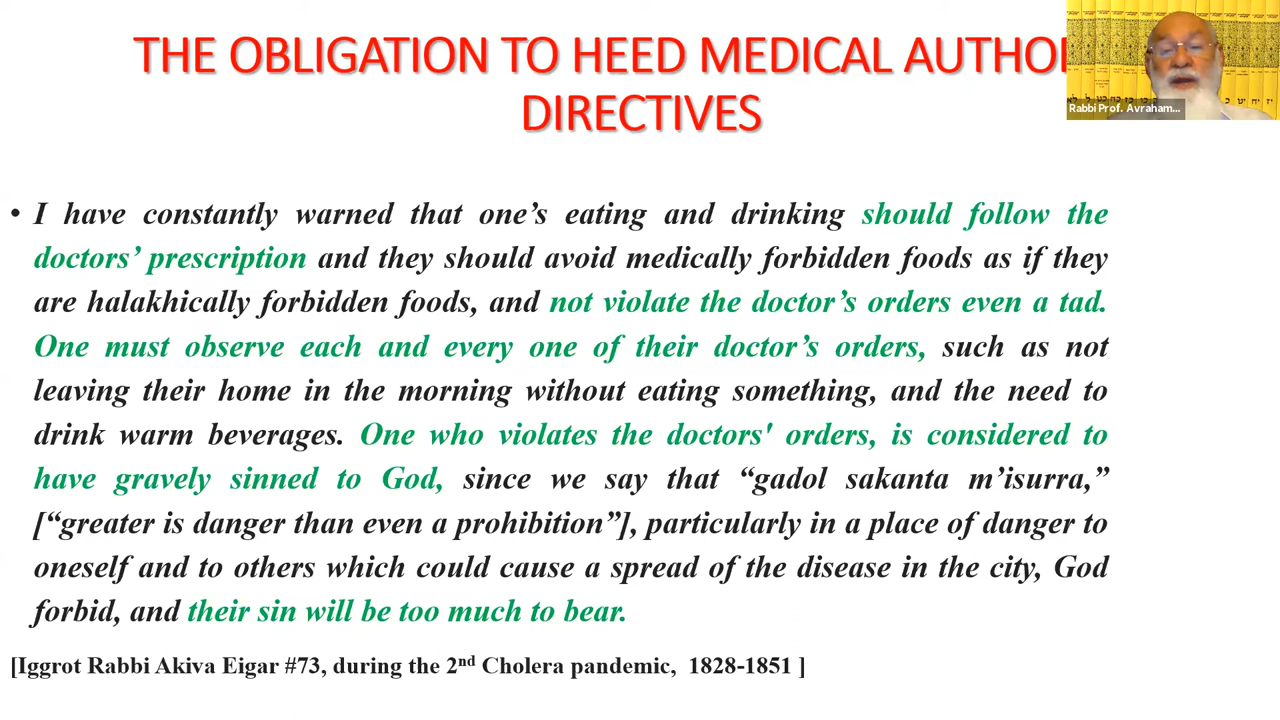 THE OBLIGATION TO HEED MEDICAL AUTHO
DIRECTIVES
Rabbi Prof. Avraham...
• I have constantly warned that one’s eating and drinking should follow the
doctors’ prescription and they should avoid medically forbidden foods as if they
are halakhically forbidden foods, and not violate the doctor’s orders even a tad.
One must observe each and every one of their doctor’s orders, such as not
leaving their home in the morning without eating something, and the need to
drink warm beverages. One who violates the doctors' orders, is considered to
have gravely sinned to God, since we say that “gadol sakanta m’isurra,”
[“greater is danger than even a prohibition”], particularly in a place of danger to
oneself and to others which could cause a spread of the disease in the city, God
forbid, and their sin will be too much to bear.
[Iggrot Rabbi Akiva Eigar #73, during the 2nd Cholera pandemic, 1828-1851 ]